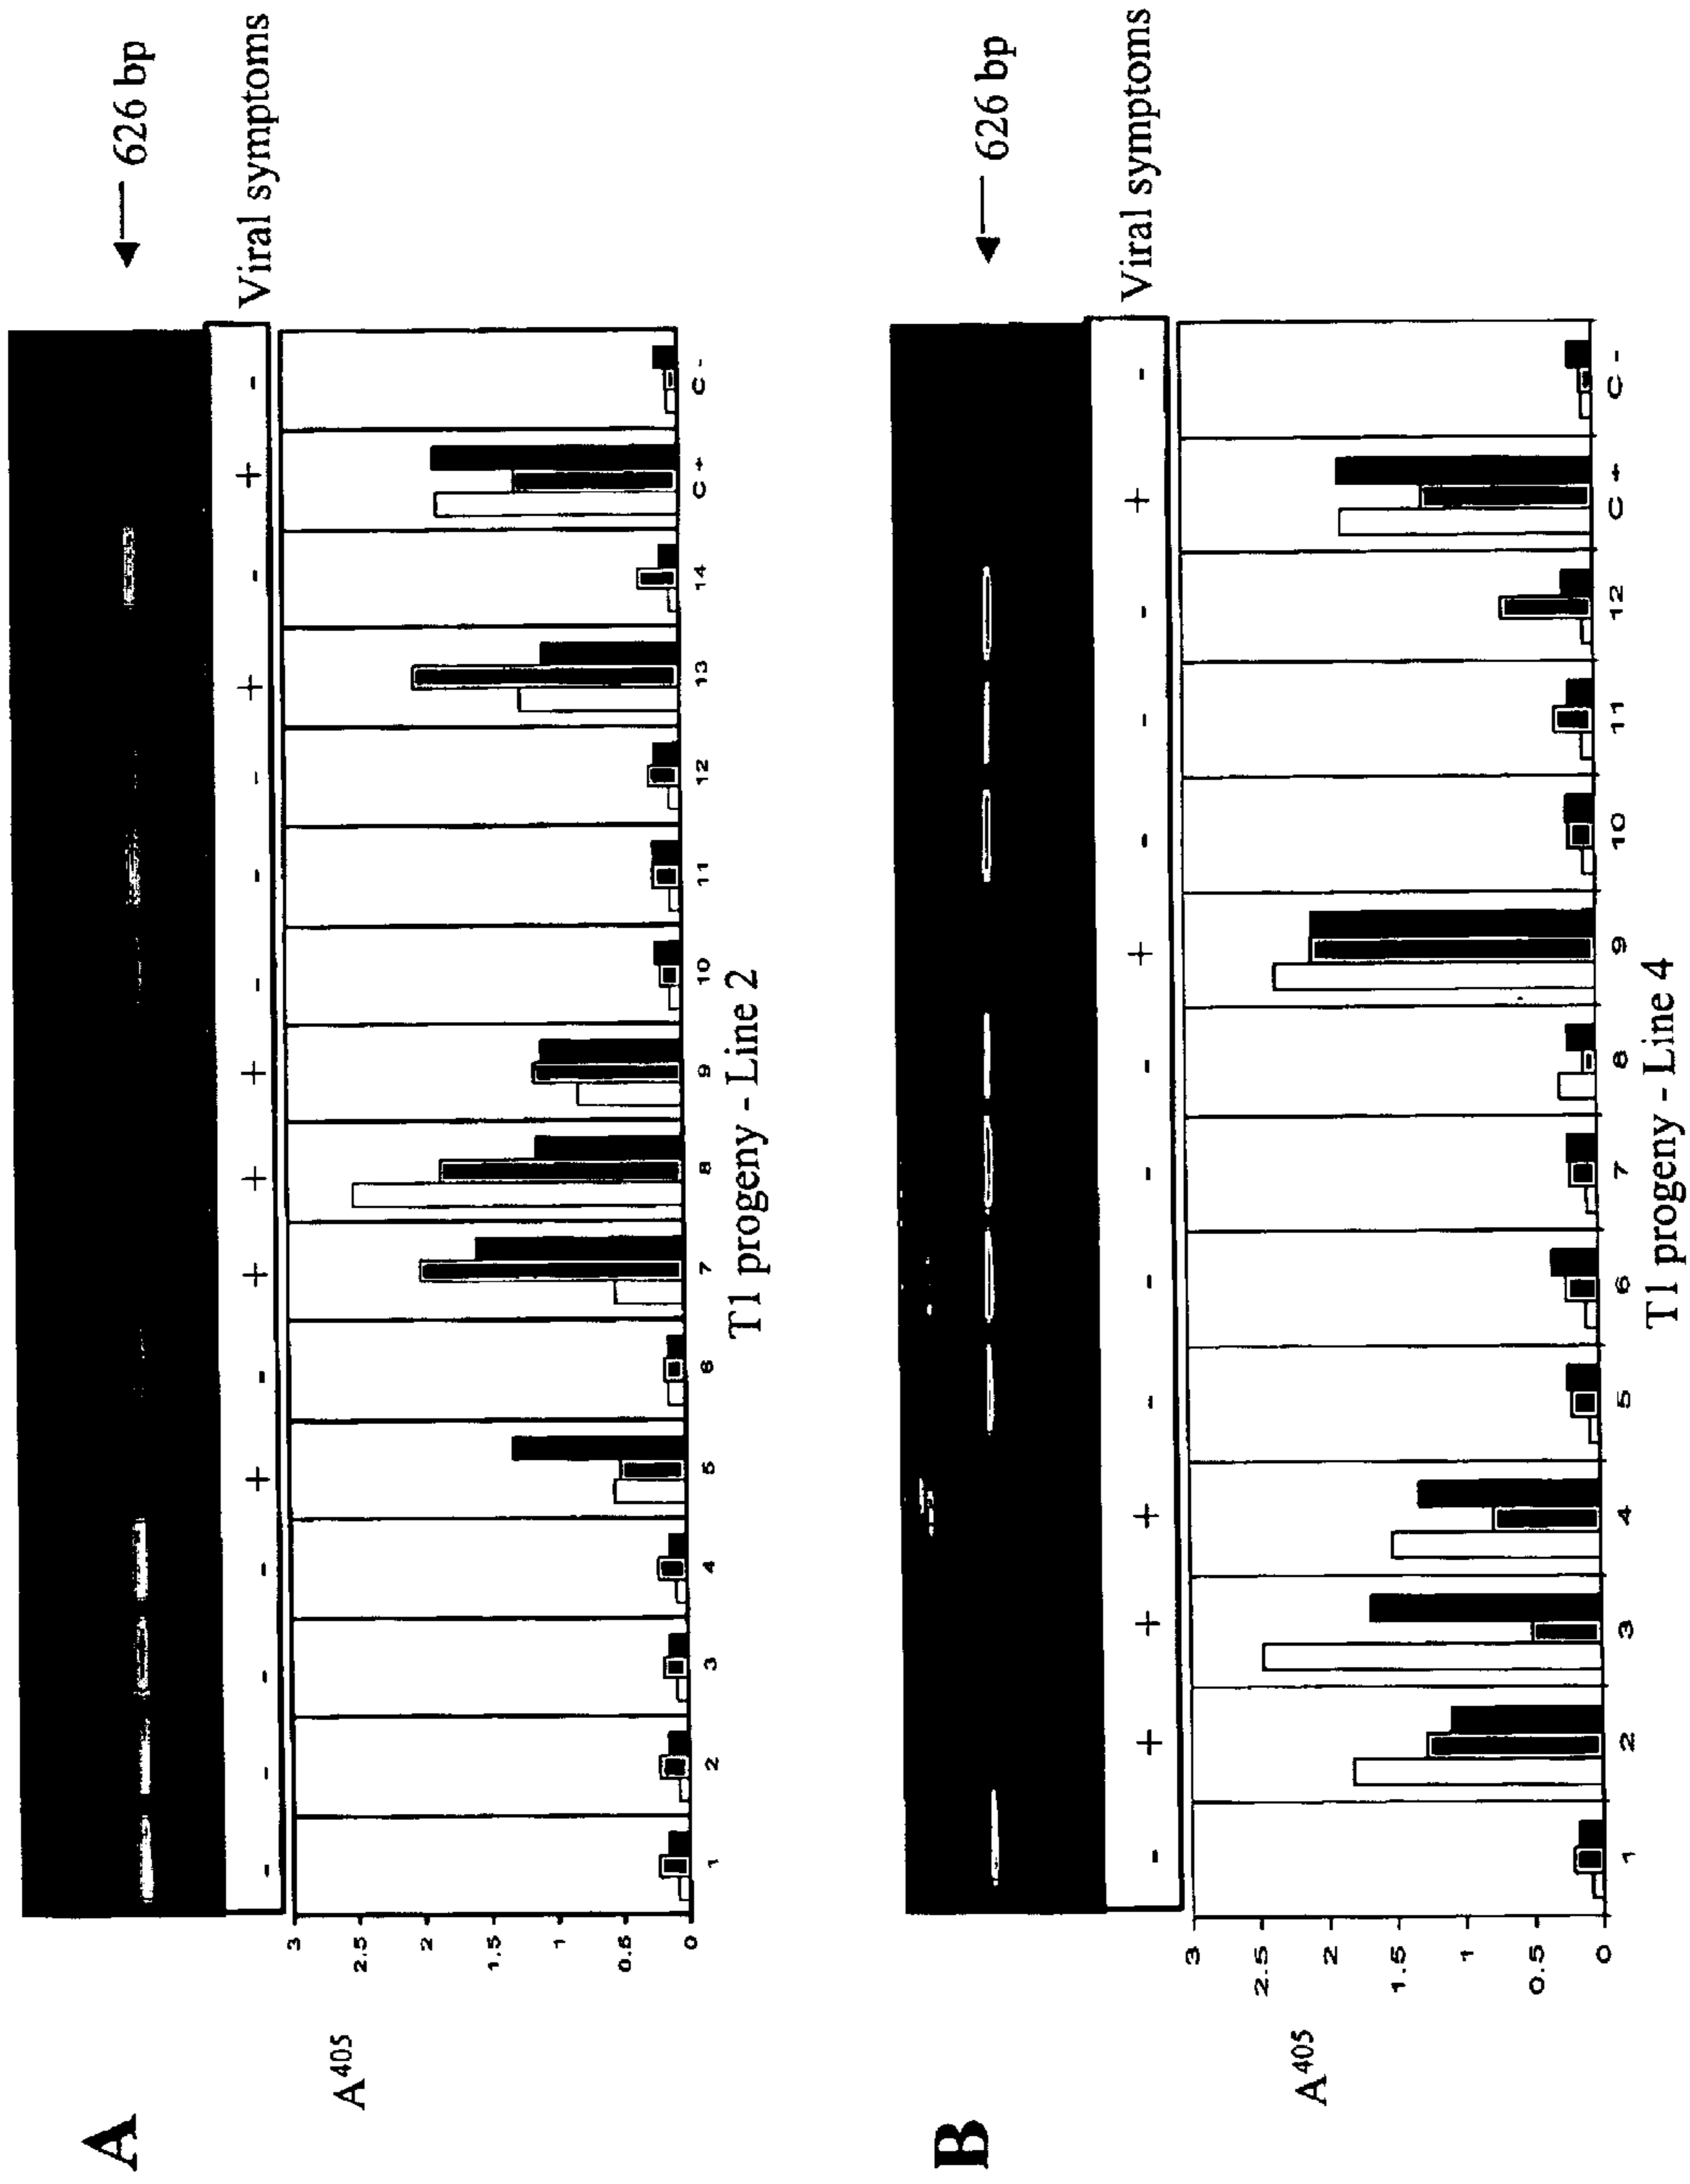 A
626 bp
- - - - + - + + + - - - + - + -
Viral symptoms
A405
3
2.5
2
1.5
1
0.5
0
1 2 3 4 5 6 7 8 9 10 11 12 13 14 C + C -
T1 progeny - Line 2
B
626 bp
- + + + - - - - + - - - + -
Viral symptoms
A405
3
2.5
2
1.5
1
0.5
0
1 2 3 4 5 6 7 8 9 10 11 12 C + C -
T1 progeny - Line 4